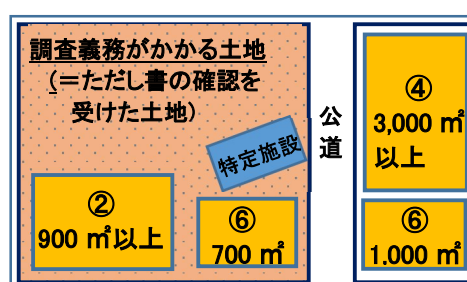 調査義務がかかる土地
(=ただし書の確認を
受けた土地)
特定施設
公
道
④
3,000 ㎡
以上
②
900 ㎡以上
⑥
700 ㎡
⑥
1,000 ㎡